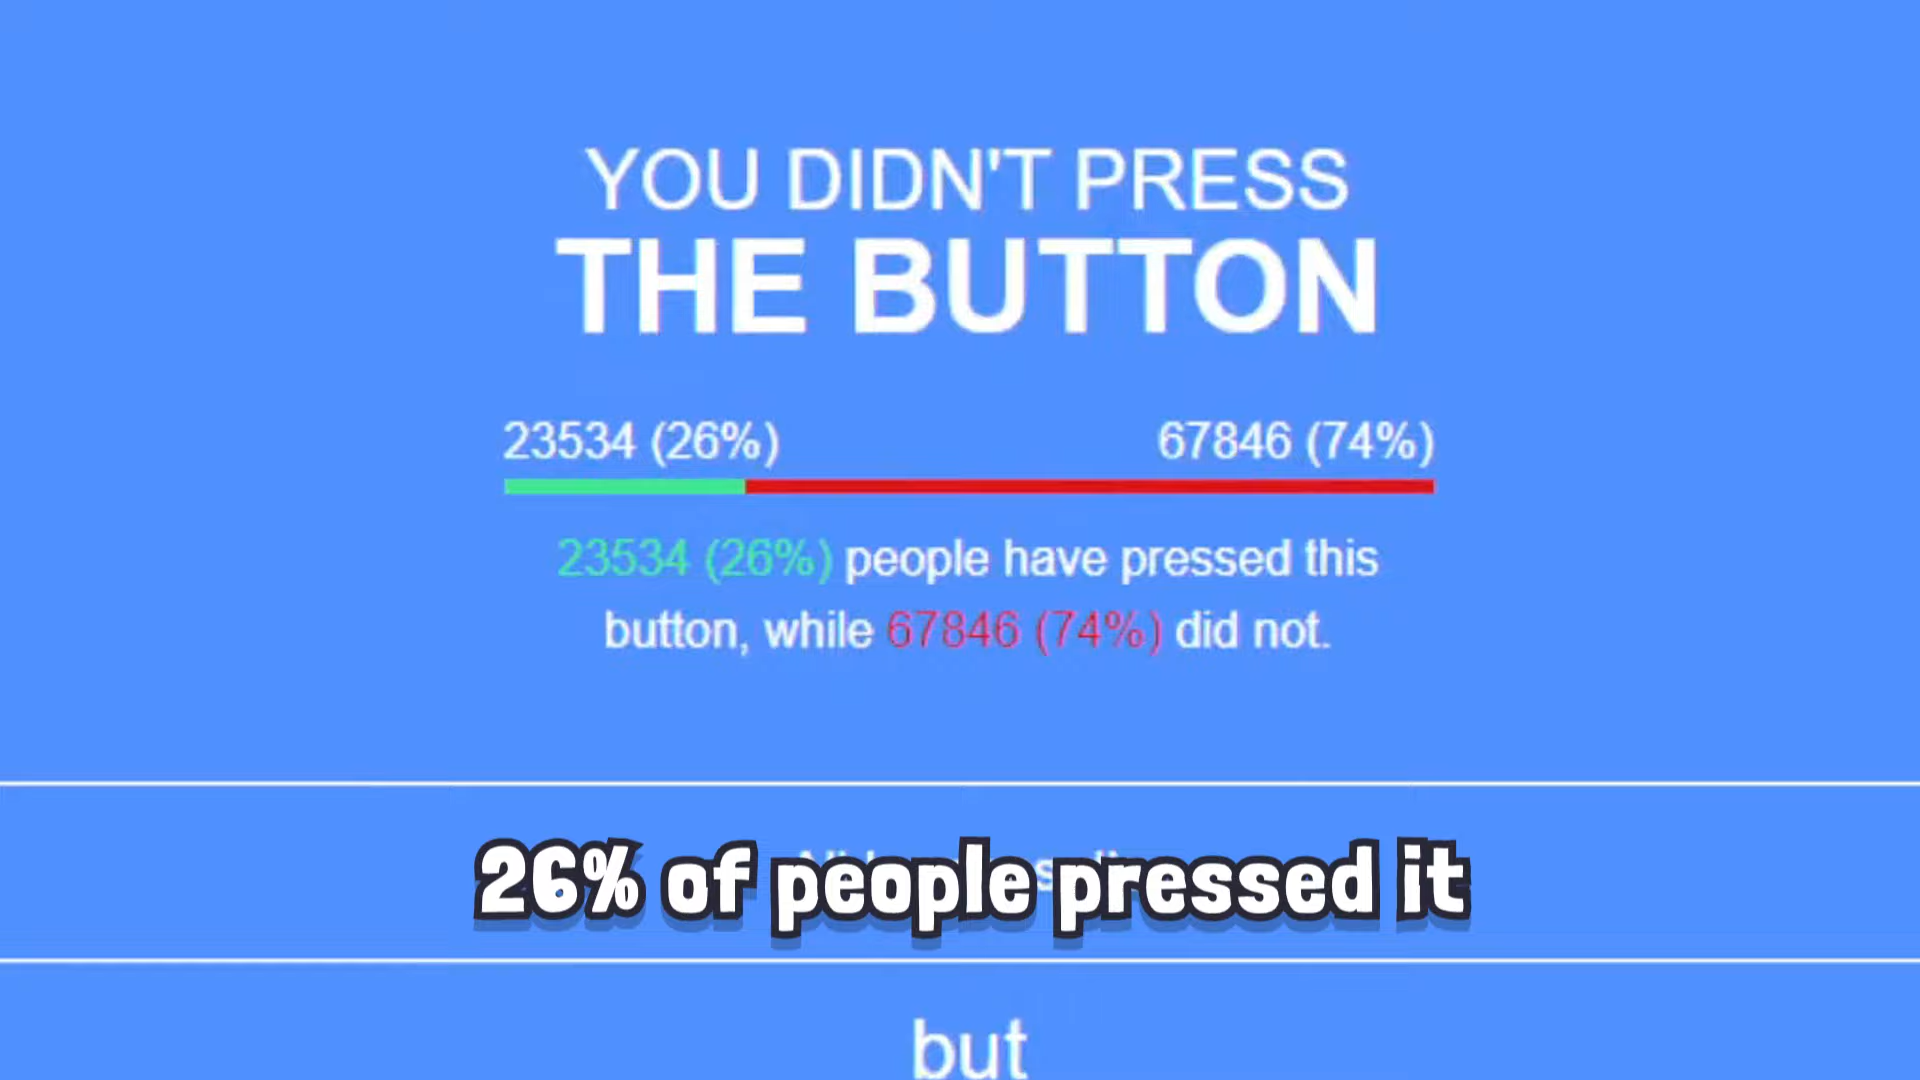 YOU DIDN'T PRESS
THE BUTTON
23534 (26%) 67846 (74%)
23534 (26%) people have pressed this
button, while 67846 (74%) did not.
26% of people pressed it
but